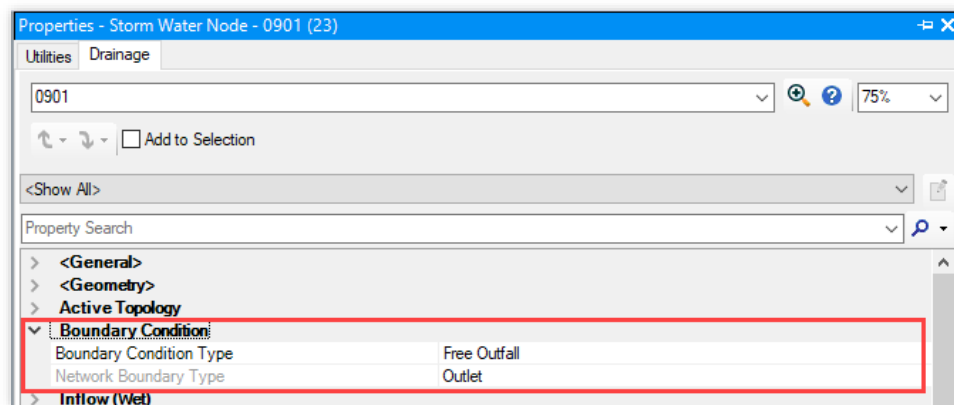 Properties - Storm Water Node - 0901 (23)
Utilities Drainage
0901 75%
Add to Selection
<Show All>
Property Search
<General>
<Geometry>
Active Topology
Boundary Condition
Boundary Condition Type Free Outfall
Network Boundary Type Outlet
Inflow (Wet)